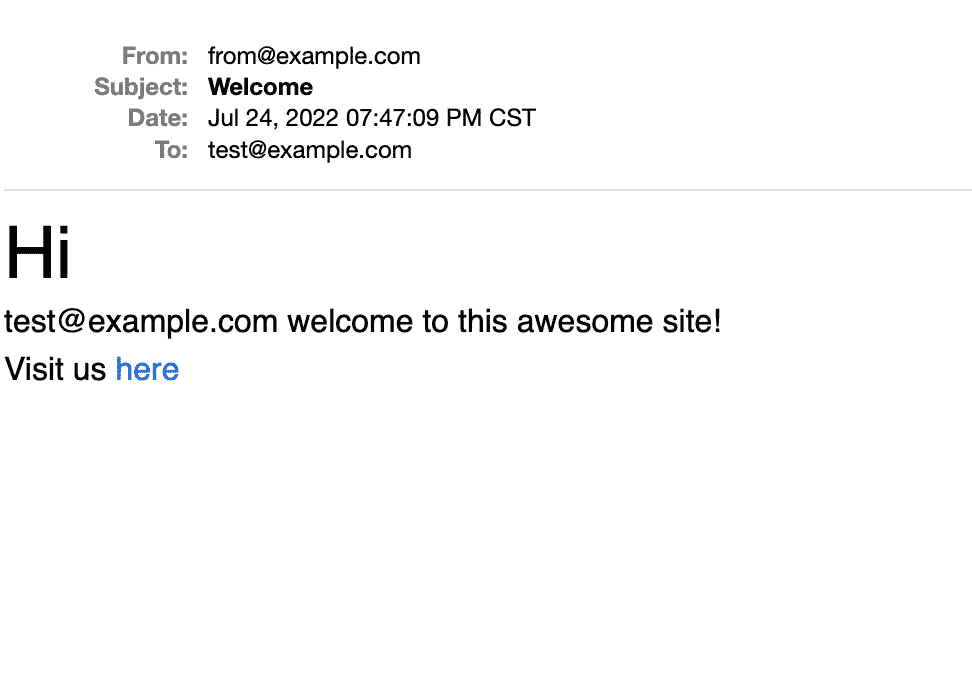 From: from@example.com
Subject: Welcome
Date: Jul 24, 2022 07:47:09 PM CST
To: test@example.com
Hi
test@example.com welcome to this awesome site!
Visit us here